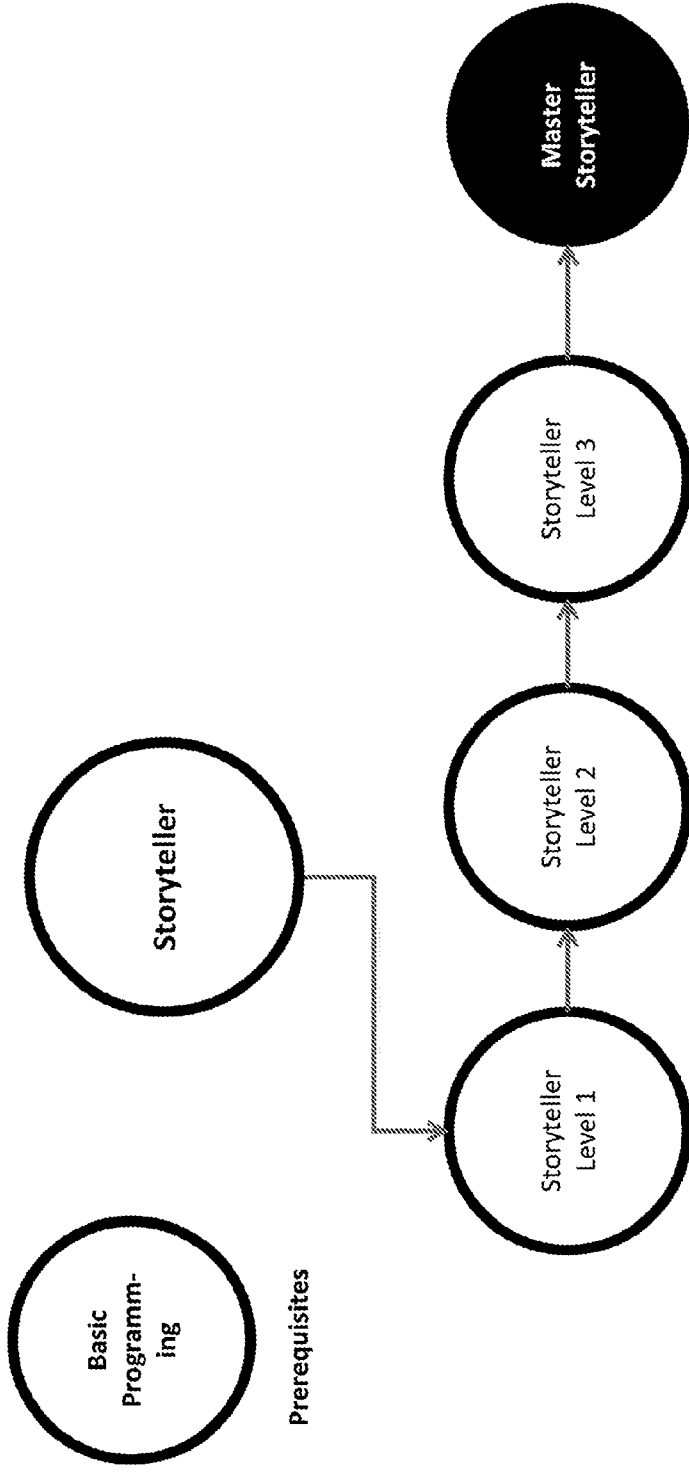 Basic
Programm-
ing
Prerequisites
Storyteller
Storyteller
Level 1
Storyteller
Level 2
Storyteller
Level 3
Master
Storyteller